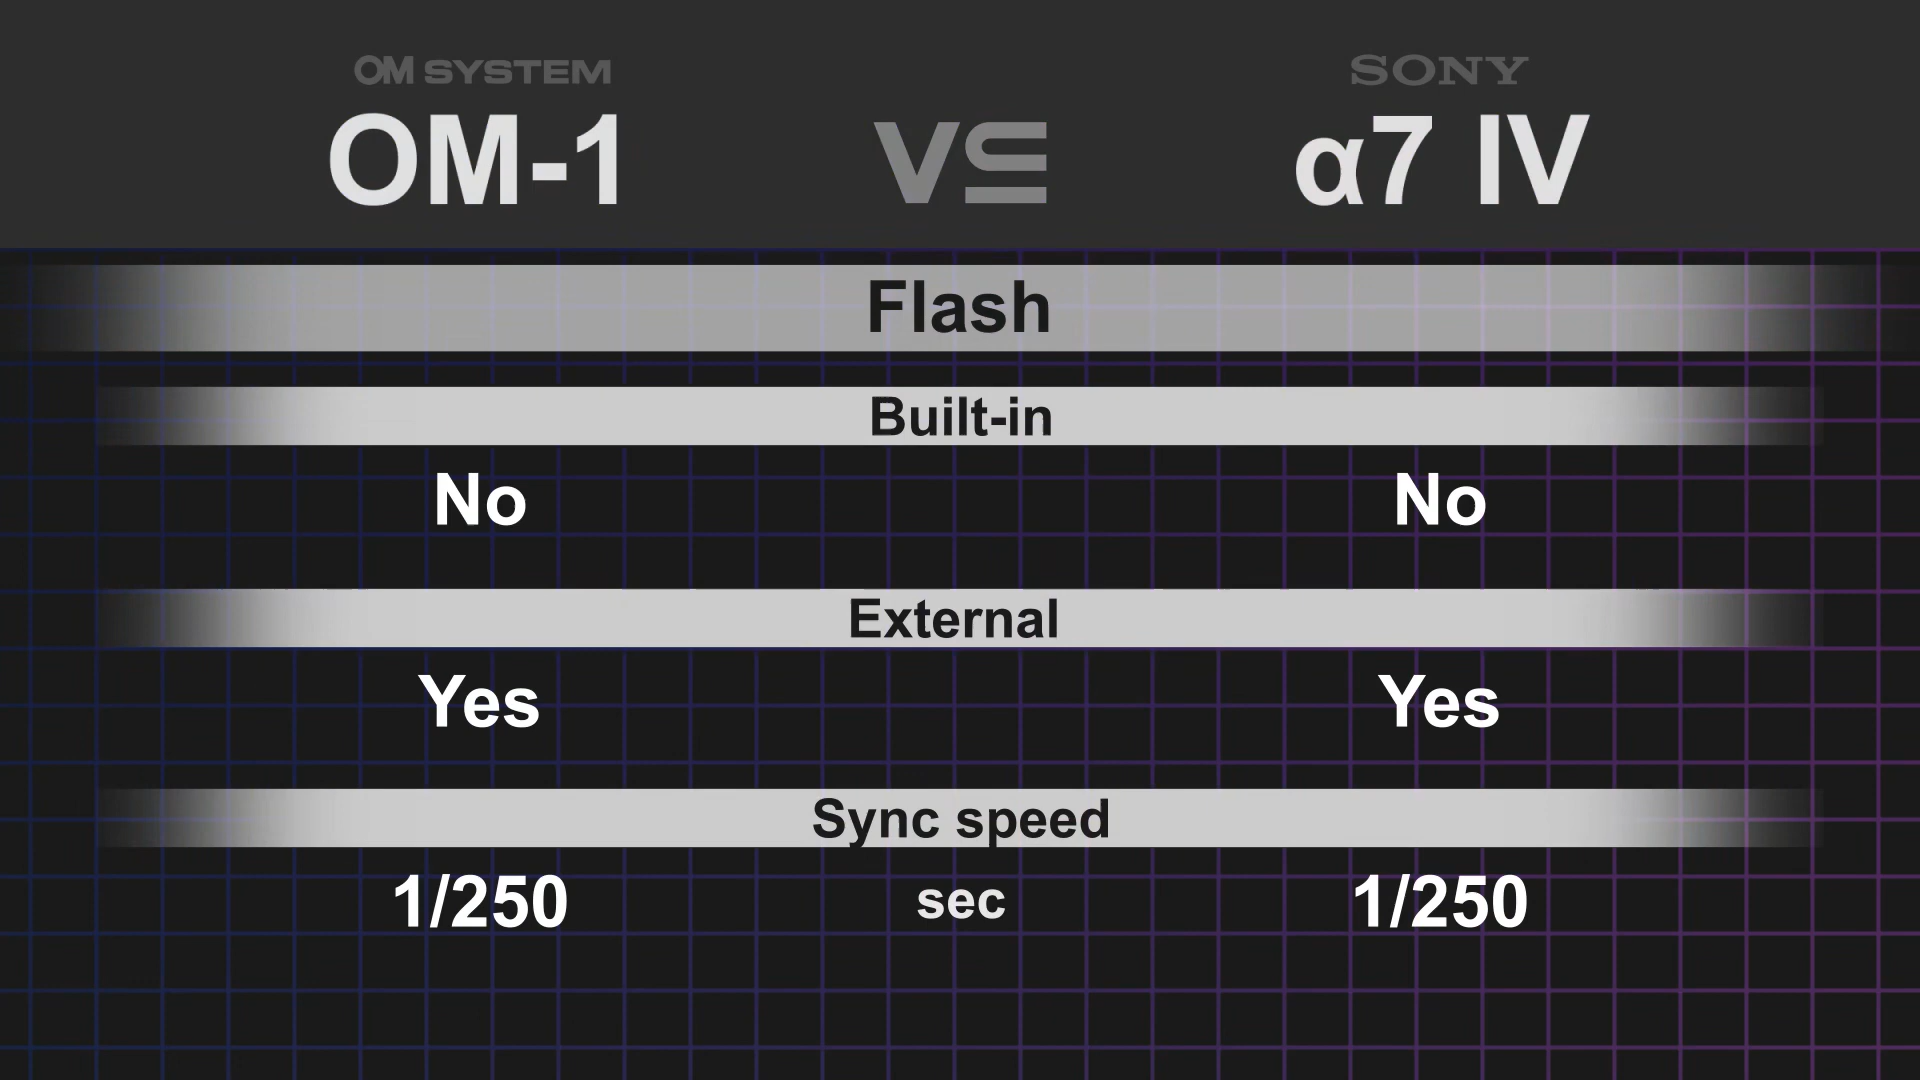 OM SYSTEM
SONY
OM-1
VS
α7 IV
Flash
Built-in
No
No
External
Yes
Yes
Sync speed
1/250
sec
1/250